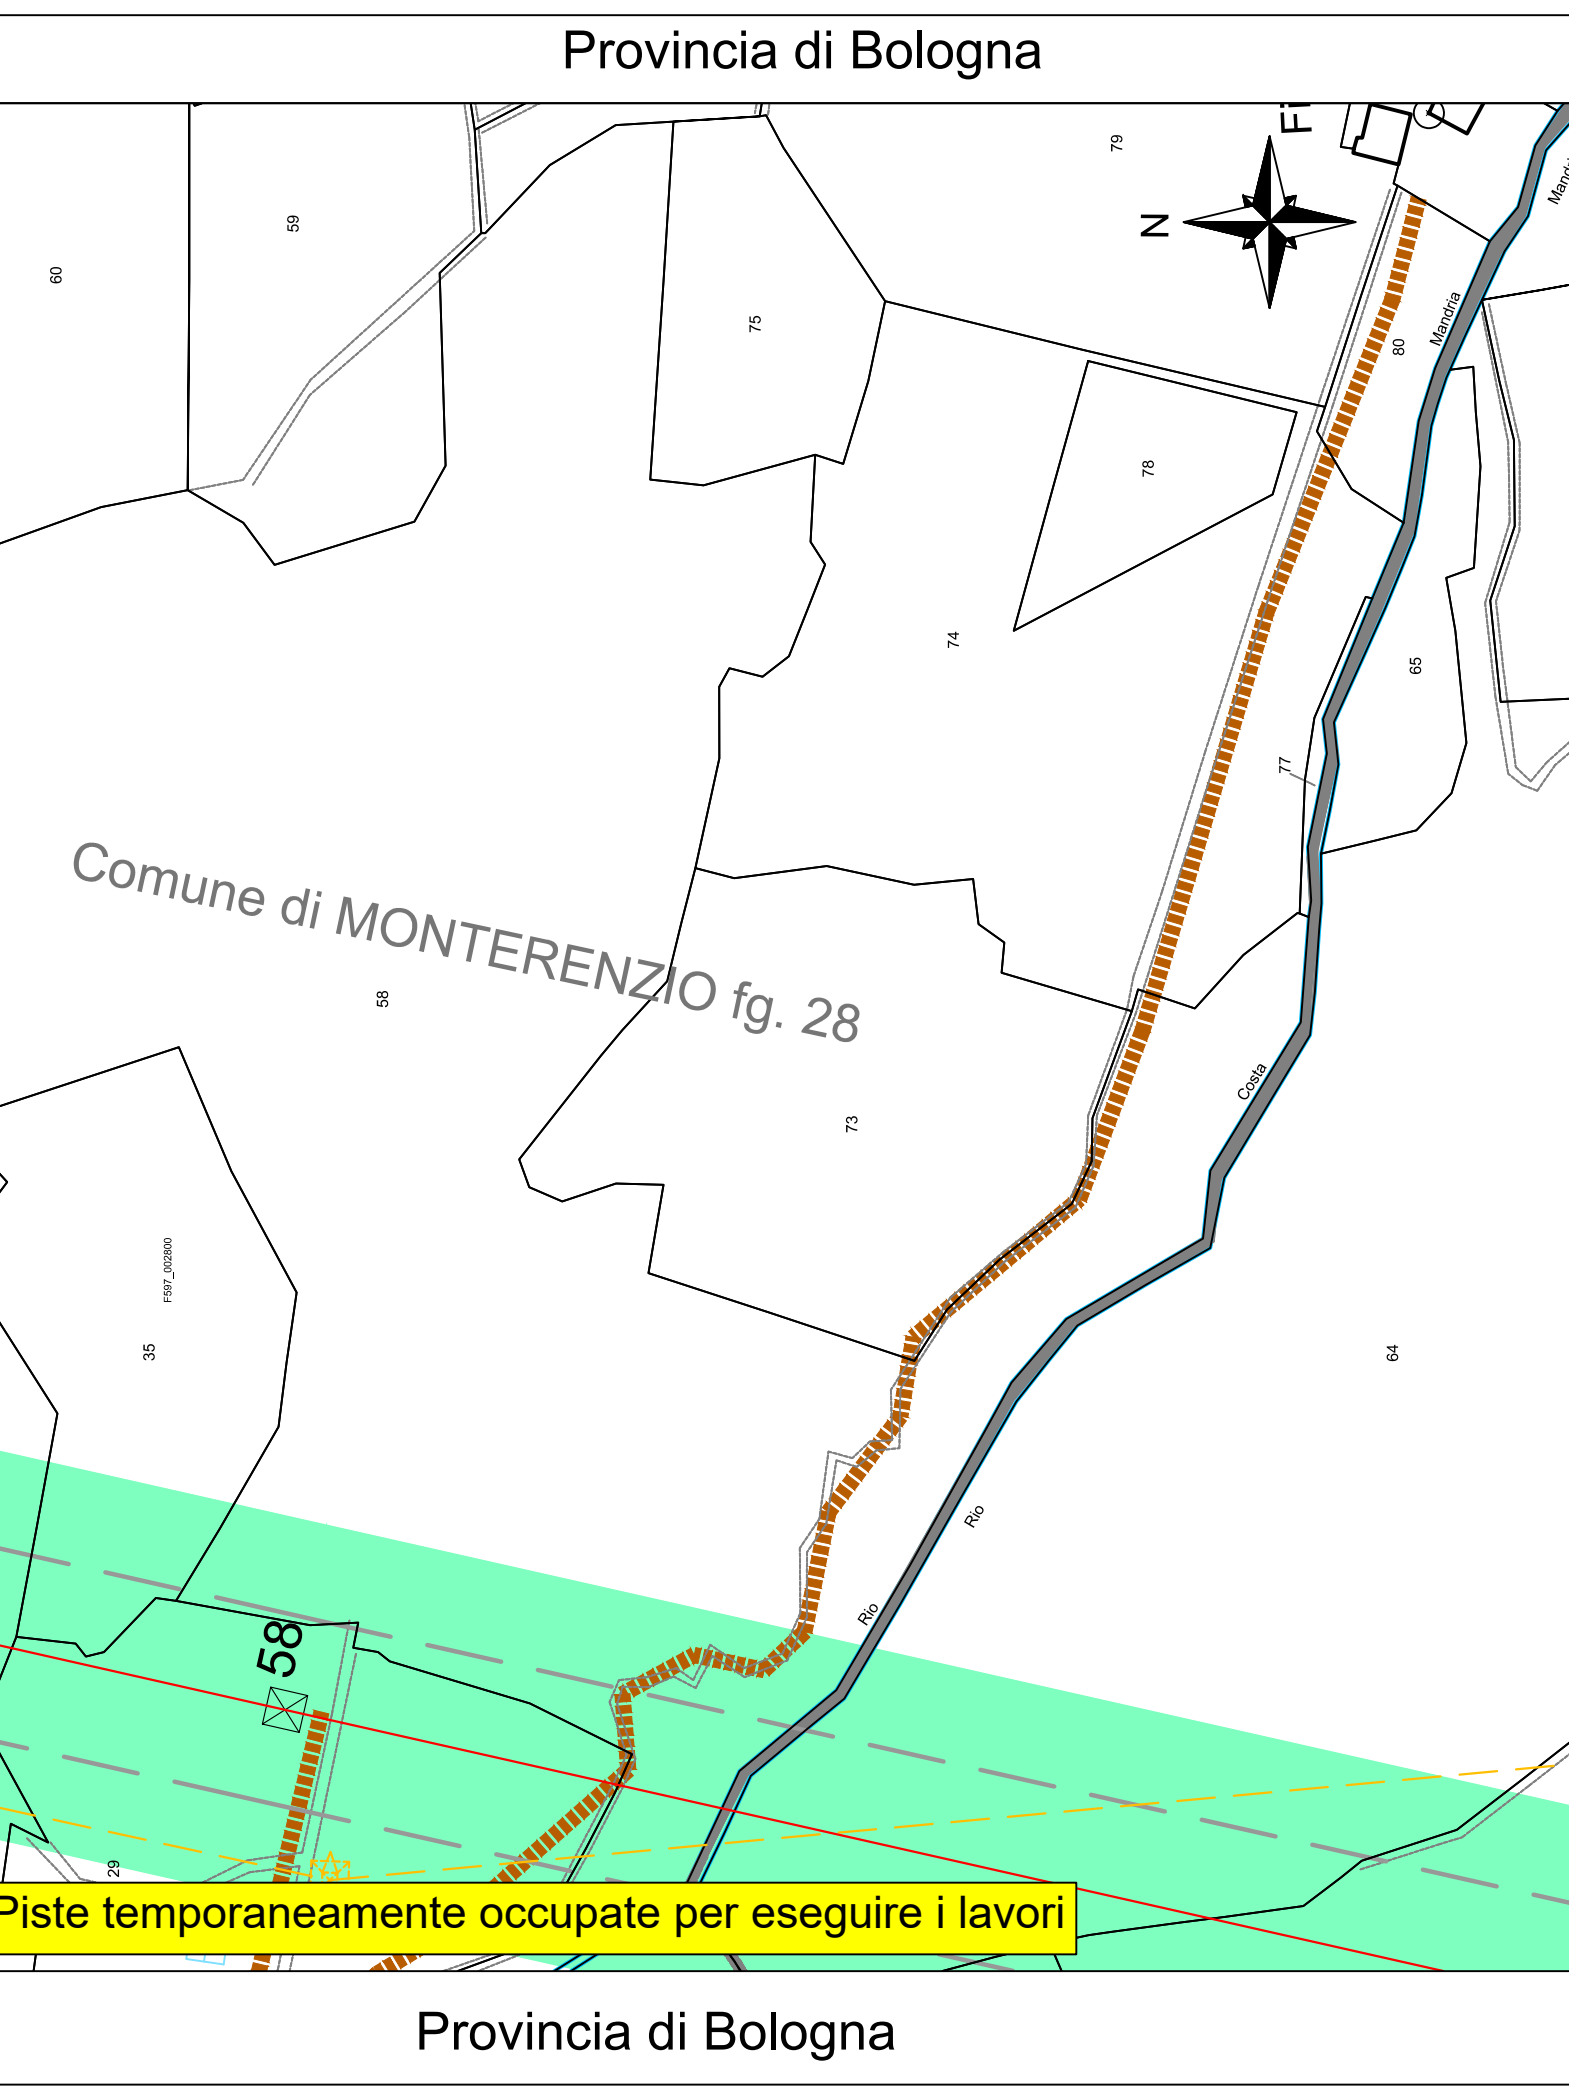 Provincia di Bologna
Fi
79
59
N
60
Mandria
75
80
78
74
65
77
Comune di MONTERENZIO fg. 28
58
Costa
73
F597_002800
35
64
Rio
Rio
58
29
Piste temporaneamente occupate per eseguire i lavori
Provincia di Bologna